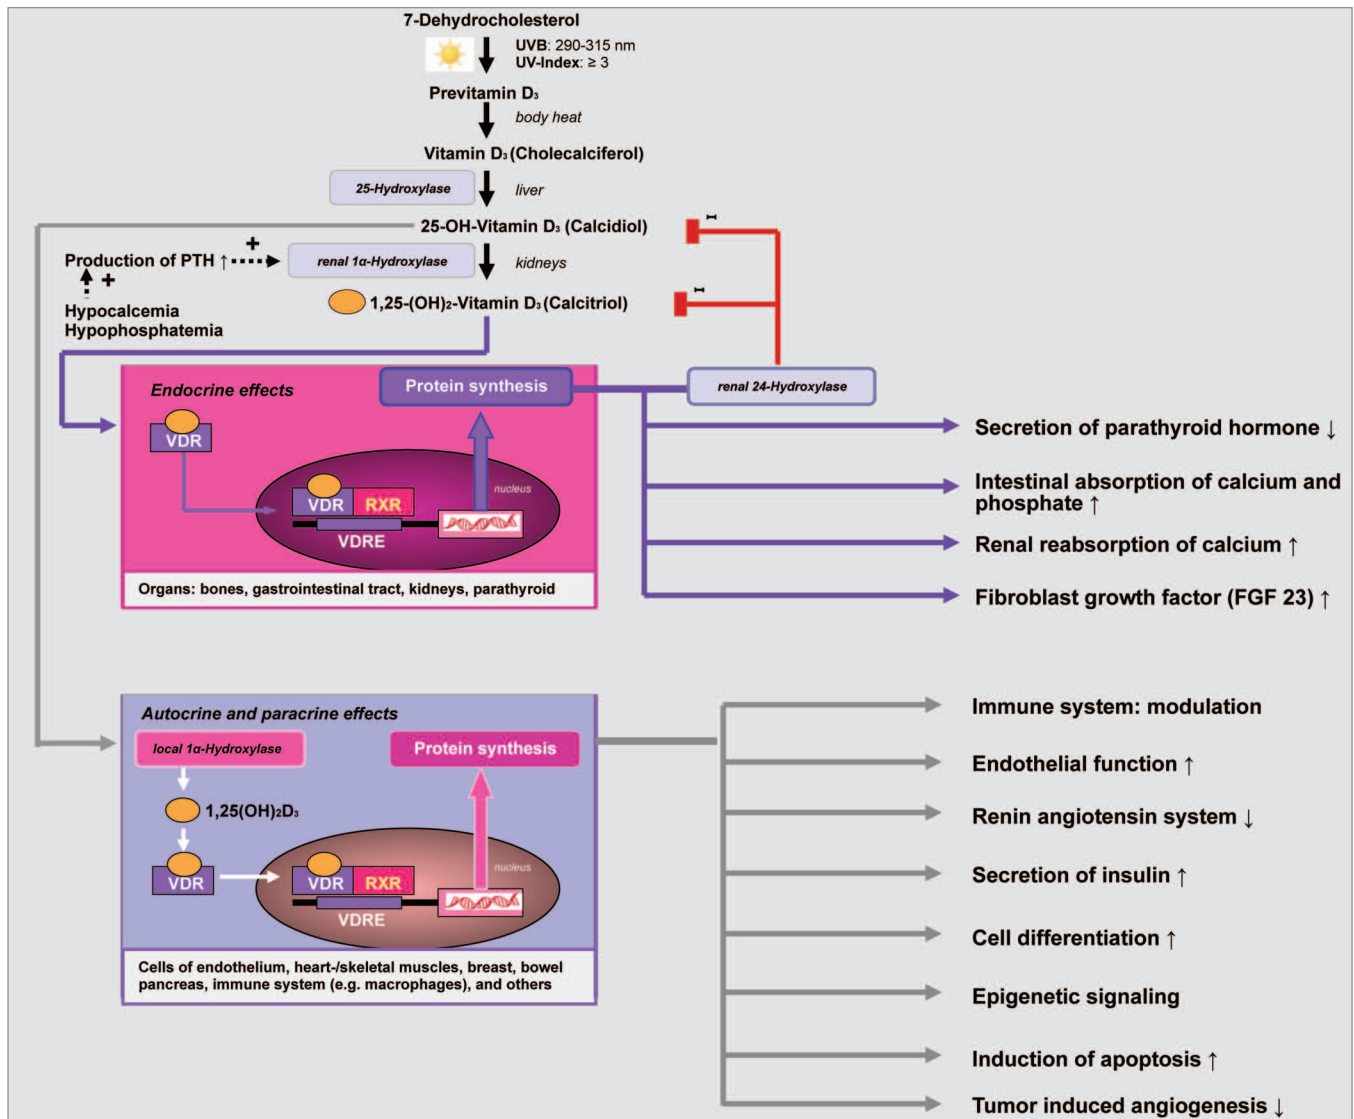 7-Dehydrocholesterol
UVB: 290-315 nm
UV-Index: ≥ 3
Previtamin D₃
body heat
Vitamin D₃ (Cholecalciferol)
25-Hydroxylase
liver
25-OH-Vitamin D₃ (Calcidiol)
Production of PTH ↑
+
renal 1α-Hydroxylase
kidneys
+
Hypocalcemia
Hypophosphatemia
1,25-(OH)₂-Vitamin D₃ (Calcitriol)
Endocrine effects
Protein synthesis
renal 24-Hydroxylase
VDR
nucleus
VDR
RXR
VDRE
Organs: bones, gastrointestinal tract, kidneys, parathyroid
Secretion of parathyroid hormone ↓
Intestinal absorption of calcium and
phosphate ↑
Renal reabsorption of calcium ↑
Fibroblast growth factor (FGF 23) ↑
Autocrine and paracrine effects
local 1α-Hydroxylase
Protein synthesis
1,25(OH)₂D₃
VDR
nucleus
VDR
RXR
VDRE
Cells of endothelium, heart-/skeletal muscles, breast, bowel
pancreas, immune system (e.g. macrophages), and others
Immune system: modulation
Endothelial function ↑
Renin angiotensin system ↓
Secretion of insulin ↑
Cell differentiation ↑
Epigenetic signaling
Induction of apoptosis ↑
Tumor induced angiogenesis ↓